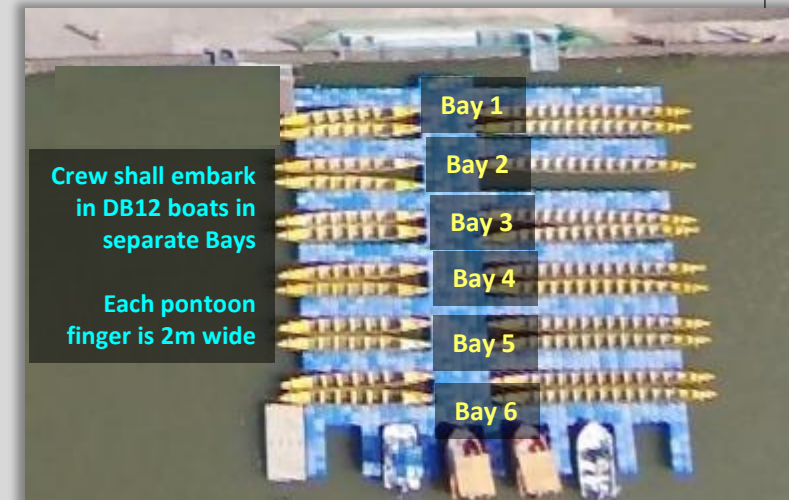 Bay 1
Bay 2
Crew shall embark
in DB12 boats in
separate Bays
Bay 3
Bay 4
Each pontoon
finger is 2m wide
Bay 5
Bay 6